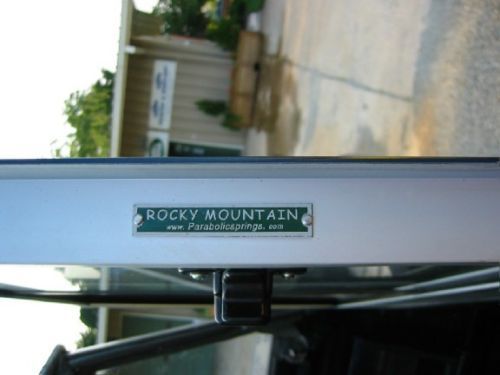 ROCKY MOUNTAIN
www. Parabolicsprings. com